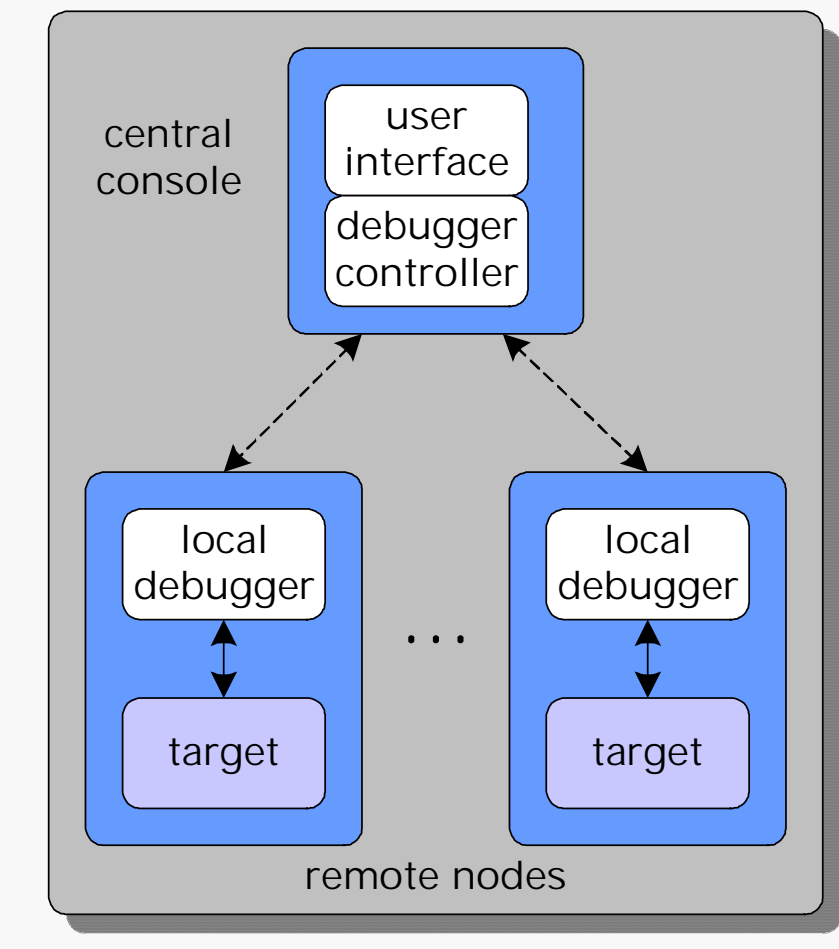 central
console
user
interface
debugger
controller
local
debugger
target
. . .
local
debugger
target
remote nodes